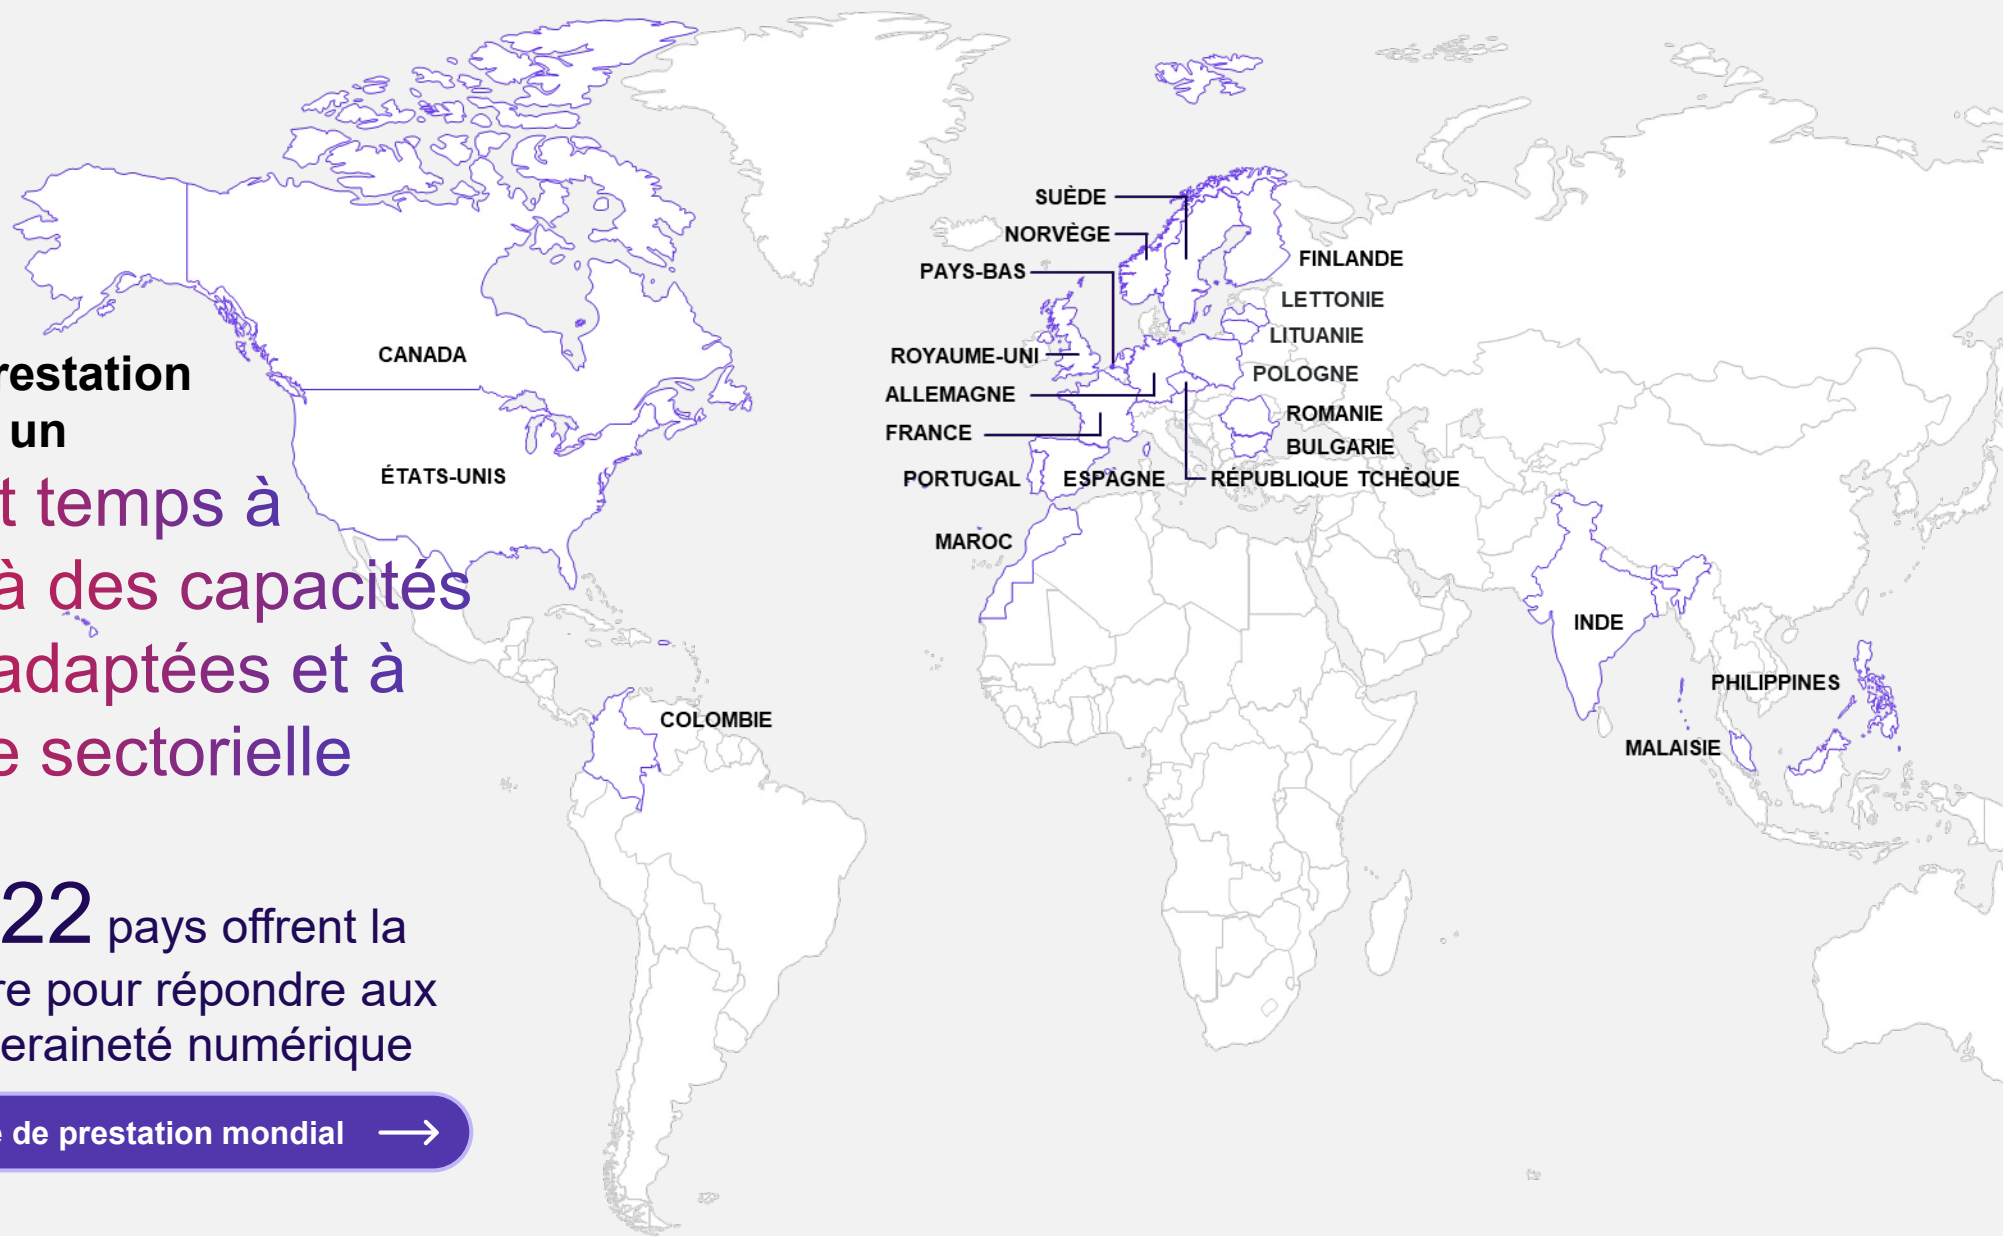 restation
un
t temps à
à des capacités
adaptées et à
e sectorielle
22 pays offrent la
re pour répondre aux
eraineté numérique
e de prestation mondial
CANADA
ÉTATS-UNIS
COLOMBIE
SUÈDE
NORVÈGE
PAYS-BAS
ROYAUME-UNI
ALLEMAGNE
FRANCE
PORTUGAL
ESPAGNE
RÉPUBLIQUE TCHÈQUE
MAROC
FINLANDE
LETTONIE
LITUANIE
POLOGNE
ROMANIE
BULGARIE
INDE
PHILIPPINES
MALAISIE